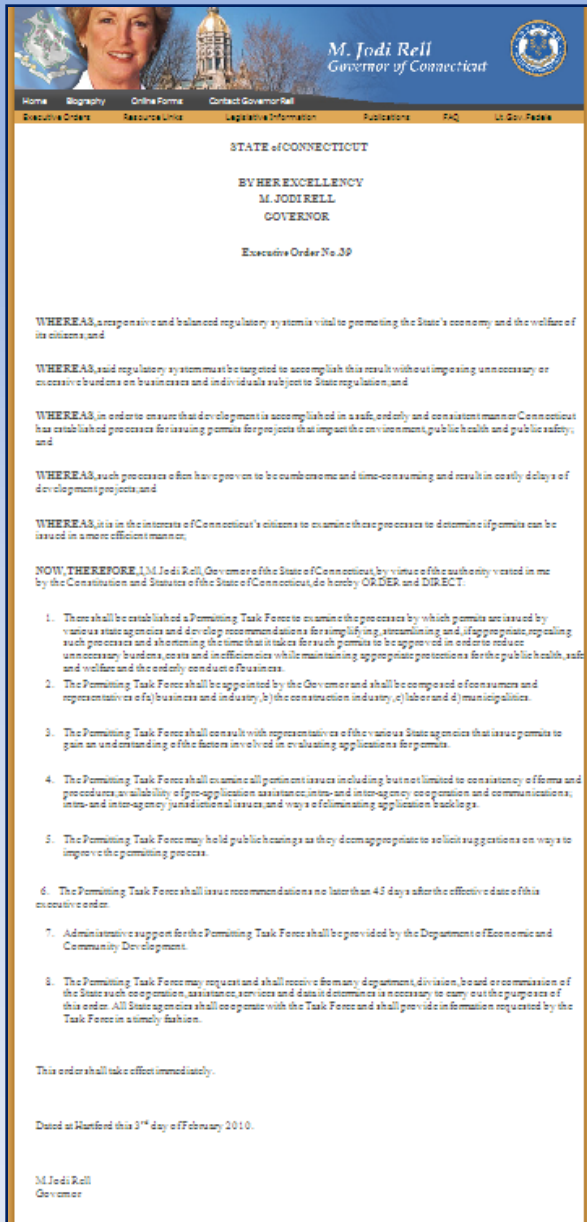 M. Jodi Rell
Governor of Connecticut
Home Biography Online Forms Contact Governor Rell
Executive Orders Resource Links Legislative Information Publications FAQ Lt. Gov. Fedele
STATE of CONNECTICUT
BY HER EXCELLENCY
M. JODI RELL
GOVERNOR
Executive Order No. 39
WHEREAS, a responsive and balanced regulatory system is vital to promoting the State's economy and the welfare of
its citizens; and
WHEREAS, said regulatory system must be targeted to accomplish this result without imposing unnecessary or
excessive burdens on businesses and individuals subject to State regulation; and
WHEREAS, in order to ensure that development is accomplished in a safe, orderly and consistent manner Connecticut
has established processes for issuing permits for projects that impact the environment, public health and public safety;
and
WHEREAS, such processes often have proven to be cumbersome and time-consuming and result in costly delays of
development projects; and
WHEREAS, it is in the interests of Connecticut's citizens to examine these processes to determine if permits can be
issued in a more efficient manner;
NOW, THEREFORE, I, M. Jodi Rell, Governor of the State of Connecticut, by virtue of the authority vested in me
by the Constitution and Statutes of the State of Connecticut, do hereby ORDER and DIRECT:
1. There shall be established a Permitting Task Force to examine the processes by which permits are issued by
various state agencies and develop recommendations for simplifying, streamlining and, if appropriate, repealing
such processes and shortening the time that it takes for such permits to be approved in order to reduce
unnecessary burdens, costs and inefficiencies while maintaining appropriate protections for the public health, safe
and welfare and the orderly conduct of business.
2. The Permitting Task Force shall be appointed by the Governor and shall be composed of consumers and
representatives of a) business and industry, b) the construction industry, c) labor and d) municipalities.
3. The Permitting Task Force shall consult with representatives of the various State agencies that issue permits to
gain an understanding of the factors involved in evaluating applications for permits.
4. The Permitting Task Force shall examine all pertinent issues including but not limited to consistency of forms and
procedures, availability of pre-application assistance, intra- and inter-agency cooperation and communications;
intra- and inter-agency jurisdictional issues, and ways of eliminating application backlogs.
5. The Permitting Task Force may hold public hearings as they deem appropriate to solicit suggestions on ways to
improve the permitting process.
6. The Permitting Task Force shall issue recommendations no later than 45 days after the effective date of this
executive order.
7. Administrative support for the Permitting Task Force shall be provided by the Department of Economic and
Community Development.
8. The Permitting Task Force may request and shall receive from any department, division, board or commission of
the State such cooperation, assistance, services and data it determines is necessary to carry out the purposes of
this order. All State agencies shall cooperate with the Task Force and shall provide information requested by the
Task Force in a timely fashion.
This order shall take effect immediately.
Dated at Hartford this 3rd day of February 2010.
M. Jodi Rell
Governor